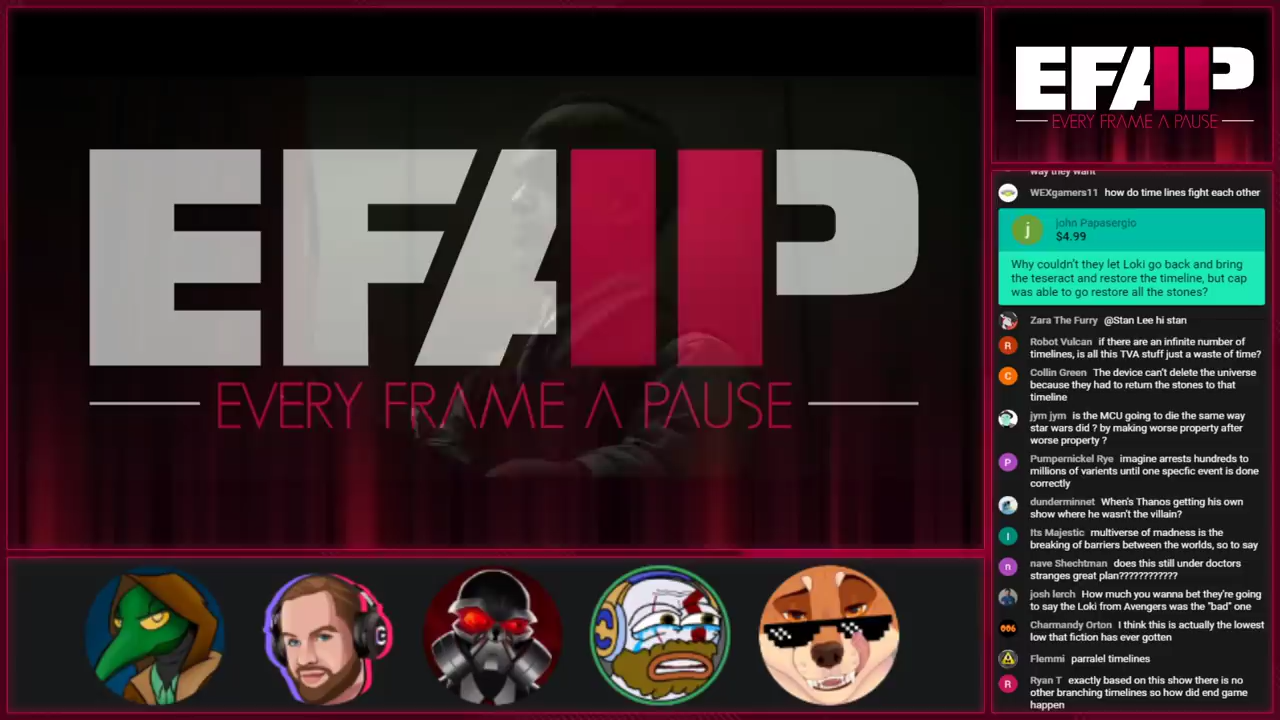 EFAP
EVERY FRAME A PAUSE
EFAP
EVERY FRAME A PAUSE
way they want
WEXgamers11 how do time lines fight each other
j
john Papasergio
$4.99
Why couldn't they let Loki go back and bring
the teseract and restore the timeline, but cap
was able to go restore all the stones?
Zara The Furry @Stan Lee hi stan
R
Robot Vulcan if there are an infinite number of
timelines, is all this TVA stuff just a waste of time?
C
Collin Green The device can't delete the universe
because they had to return the stones to that
timeline
jym jym is the MCU going to die the same way
star wars did ? by making worse property after
worse property ?
P
Pumpernickel Rye imagine arrests hundreds to
millions of varients until one specfic event is done
correctly
dunderminnet When's Thanos getting his own
show where he wasn't the villain?
I
Its Majestic multiverse of madness is the
breaking of barriers between the worlds, so to say
n
nave Shechtman does this still under doctors
stranges great plan????????????
josh lerch How much you wanna bet they're going
to say the Loki from Avengers was the "bad" one
Charmandy Orton I think this is actually the lowest
low that fiction has ever gotten
Flemmi parralel timelines
R
Ryan T exactly based on this show there is no
other branching timelines so how did end game
happen